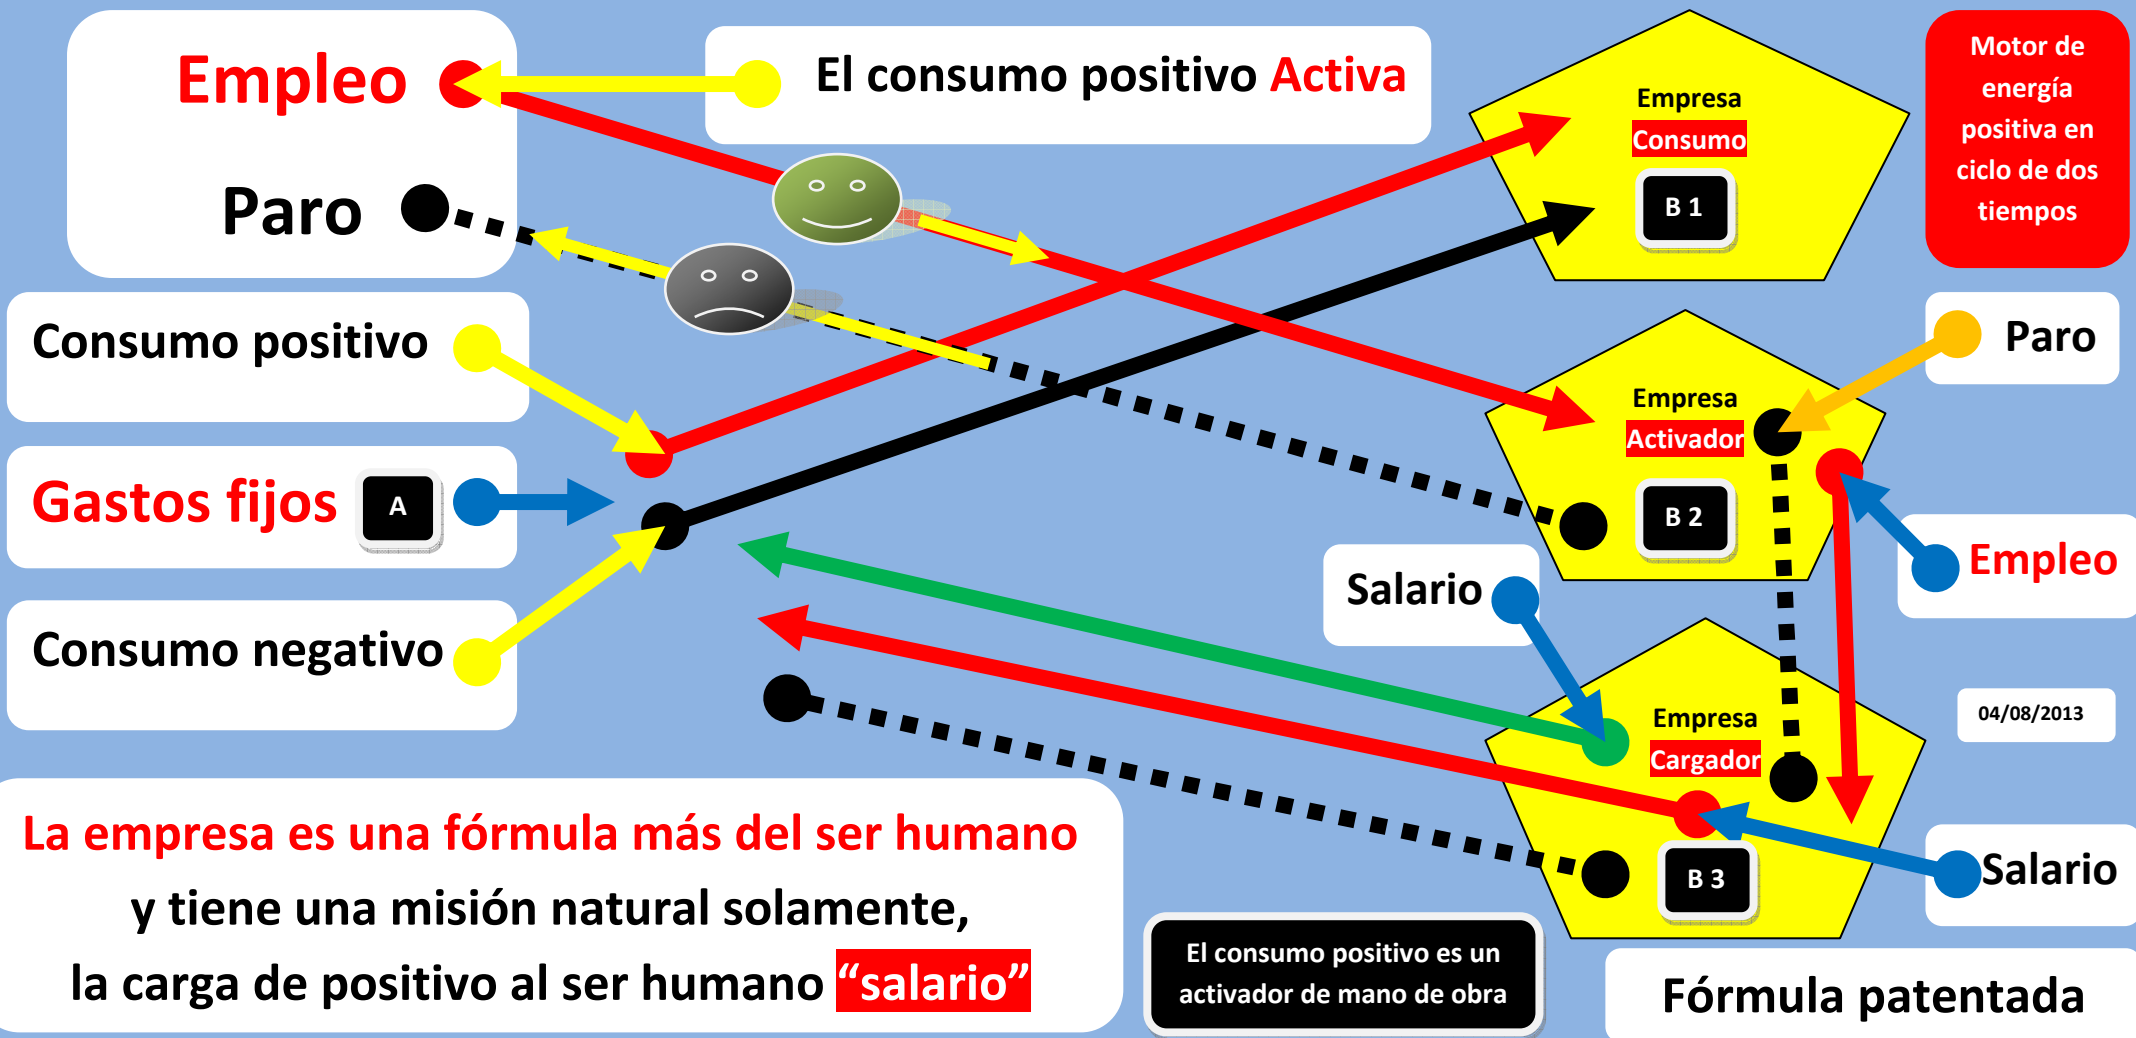 Empleo
Paro
El consumo positivo Activa
Empresa
Consumo
B 1
Motor de
energía
positiva en
ciclo de dos
tiempos
Consumo positivo
Gastos fijos A
Consumo negativo
Empresa
Activador
B 2
Paro
Empleo
Salario
Empresa
Cargador
B 3
04/08/2013
Salario
La empresa es una fórmula más del ser humano
y tiene una misión natural solamente,
la carga de positivo al ser humano “salario”
El consumo positivo es un
activador de mano de obra
Fórmula patentada